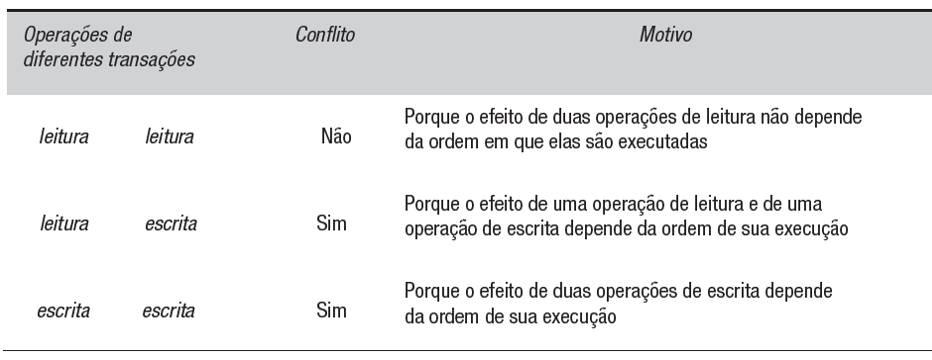 Operações de Conflito Motivo
diferentes transações
leitura leitura Não Porque o efeito de duas operações de leitura não depende
da ordem em que elas são executadas
leitura escrita Sim Porque o efeito de uma operação de leitura e de uma
operação de escrita depende da ordem de sua execução
escrita escrita Sim Porque o efeito de duas operações de escrita depende
da ordem de sua execução